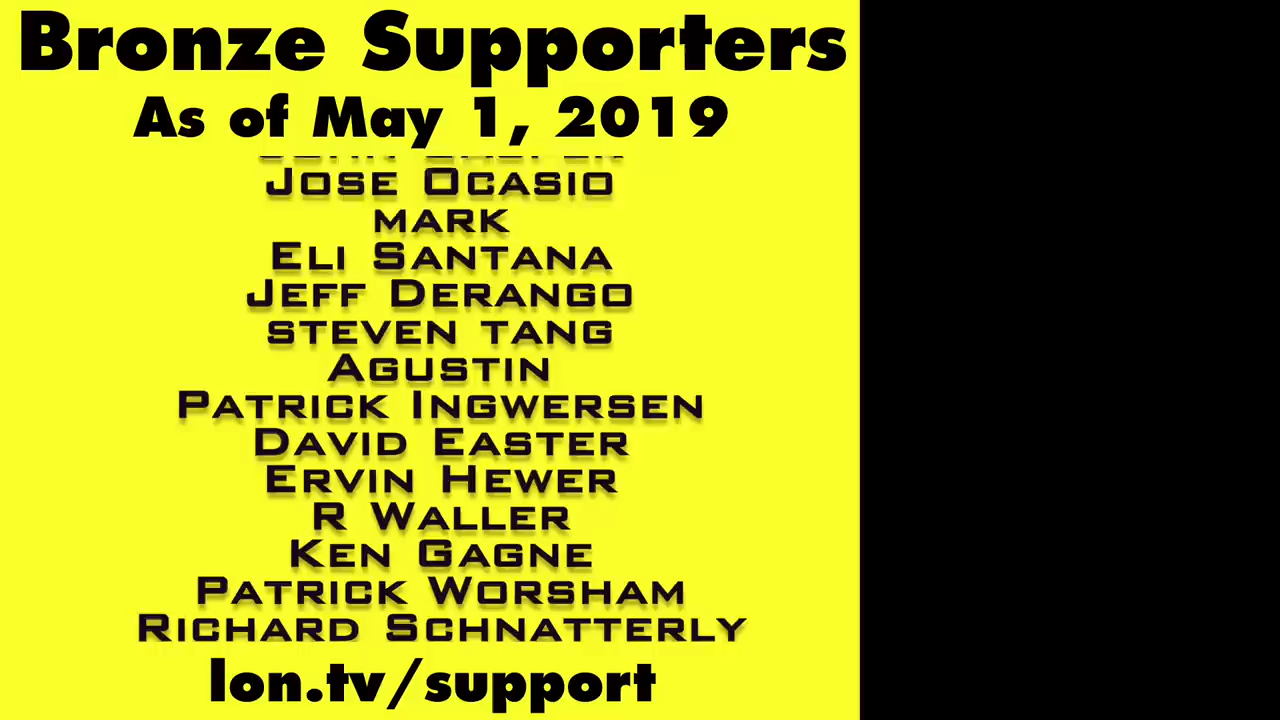 Bronze Supporters
As of May 1, 2019
Jose Ocasio
mark
Eli Santana
Jeff Derango
steven tang
Agustin
Patrick Ingwersen
David Easter
Ervin Hewer
R Waller
Ken Gagne
Patrick Worsham
Richard Schnatterly
lon.tv/support